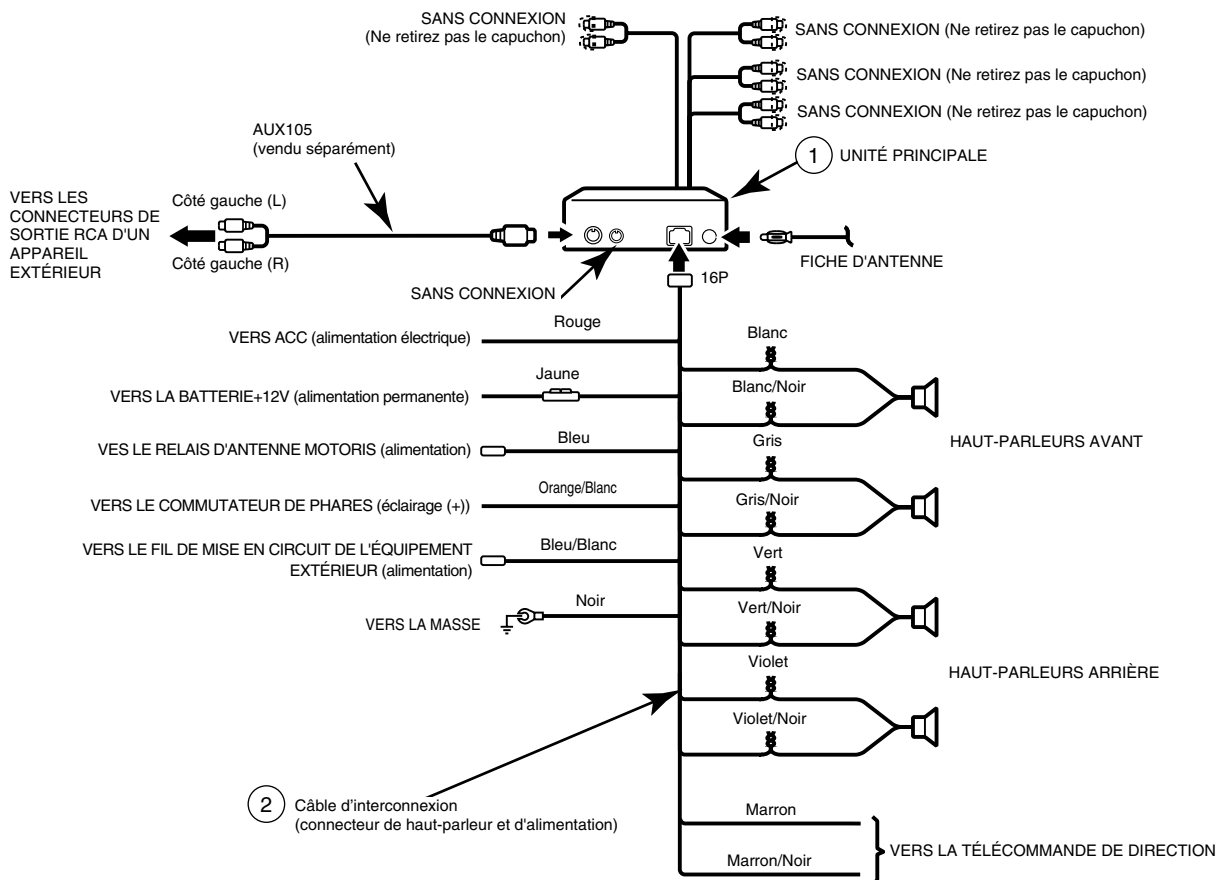 SANS CONNEXION
(Ne retirez pas le capuchon)
SANS CONNEXION (Ne retirez pas le capuchon)
SANS CONNEXION (Ne retirez pas le capuchon)
SANS CONNEXION (Ne retirez pas le capuchon)
AUX105
(vendu séparément)
1 UNITÉ PRINCIPALE
VERS LES
CONNECTEURS DE
SORTIE RCA D'UN
APPAREIL
EXTÉRIEUR
Côté gauche (L)
Côté gauche (R)
FICHE D'ANTENNE
SANS CONNEXION
16P
VERS ACC (alimentation électrique)
Rouge
VERS LA BATTERIE+12V (alimentation permanente)
Jaune
VES LE RELAIS D'ANTENNE MOTORIS (alimentation)
Bleu
VERS LE COMMUTATEUR DE PHARES (éclairage (+))
Orange/Blanc
VERS LE FIL DE MISE EN CIRCUIT DE L'ÉQUIPEMENT
EXTÉRIEUR (alimentation)
Bleu/Blanc
VERS LA MASSE
Noir
Blanc
Blanc/Noir
HAUT-PARLEURS AVANT
Gris
Gris/Noir
Vert
Vert/Noir
HAUT-PARLEURS ARRIÈRE
Violet
Violet/Noir
2 Câble d'interconnexion
(connecteur de haut-parleur et d'alimentation)
Marron
Marron/Noir
VERS LA TÉLÉCOMMANDE DE DIRECTION